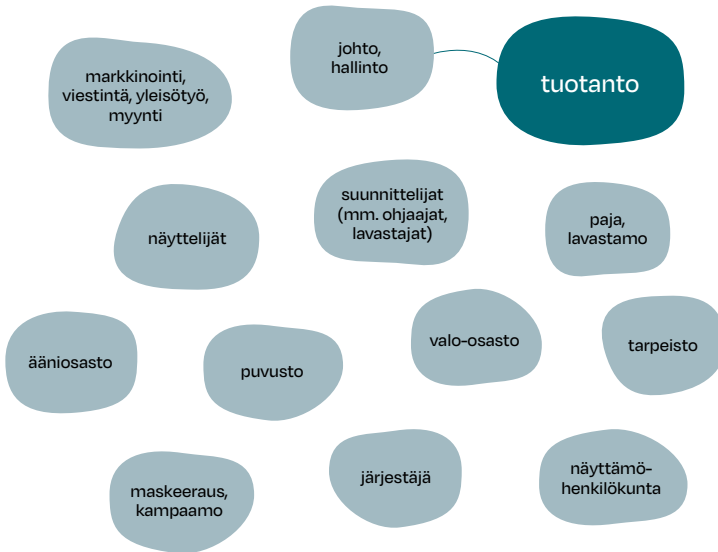 markkinointi,
viestintä, yleisötyö,
myynti
johto,
hallinto
tuotanto
näyttelijät
suunnittelijat
(mm. ohjaajat,
lavastajat)
paja,
lavastamo
ääniosasto
puvusto
valo-osasto
tarpeisto
maskeeraus,
kampaamo
järjestäjä
näyttämö-
henkilökunta